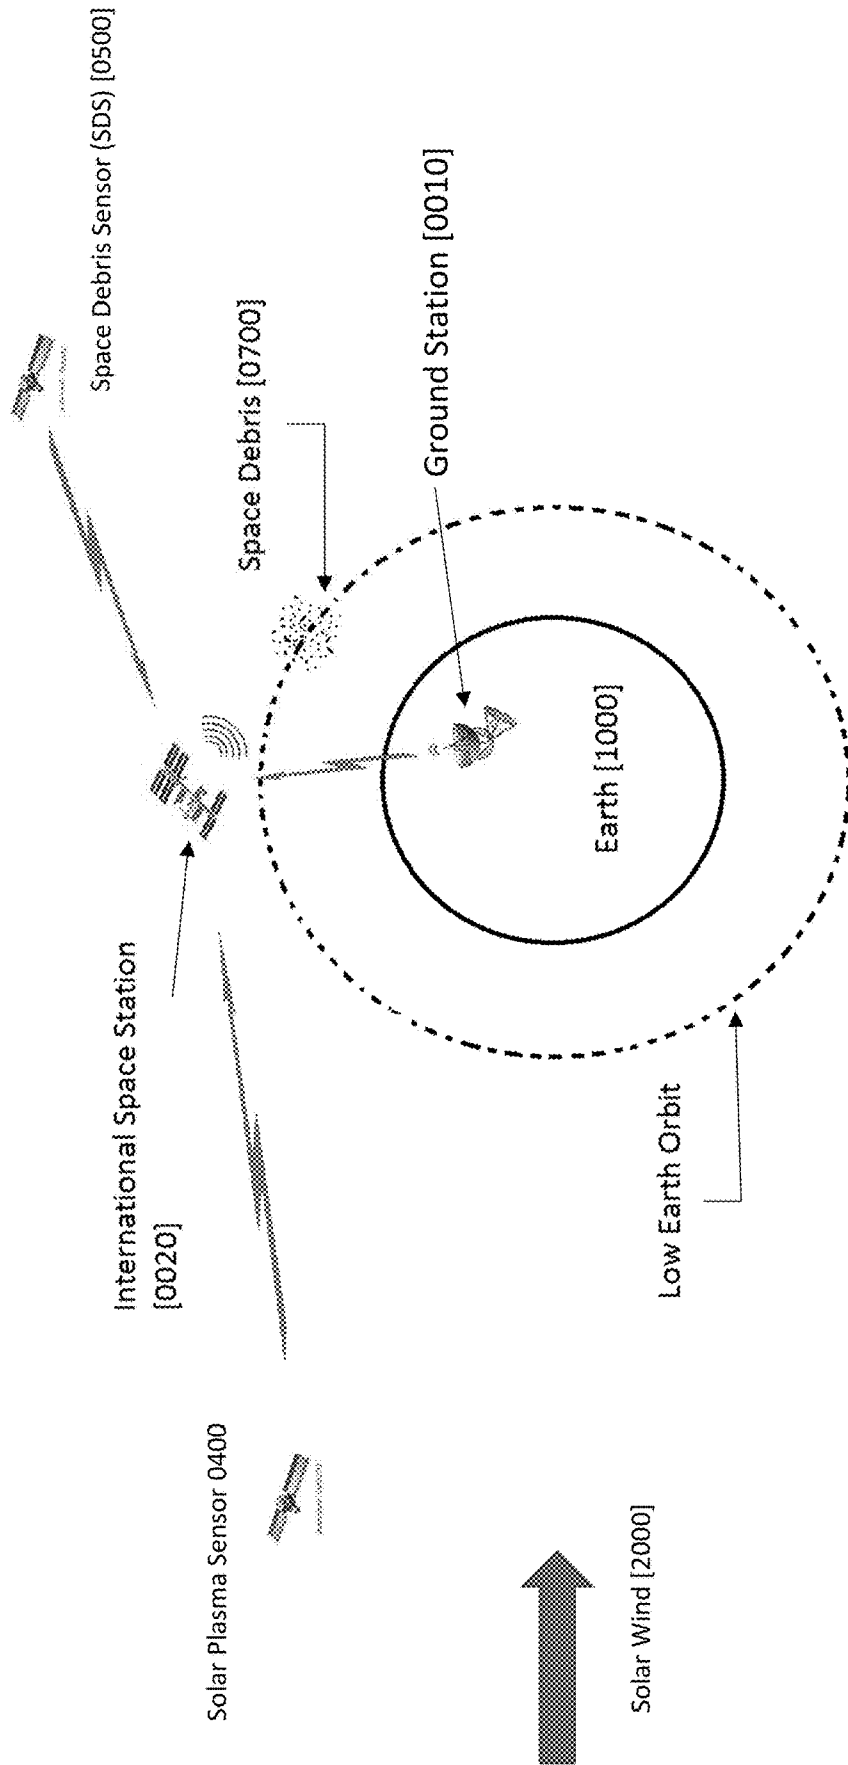 Space Debris Sensor (SDS) [0500]
International Space Station
[0020]
Solar Plasma Sensor 0400
Space Debris [0700]
Ground Station [0010]
Earth [1000]
Low Earth Orbit
Solar Wind [2000]